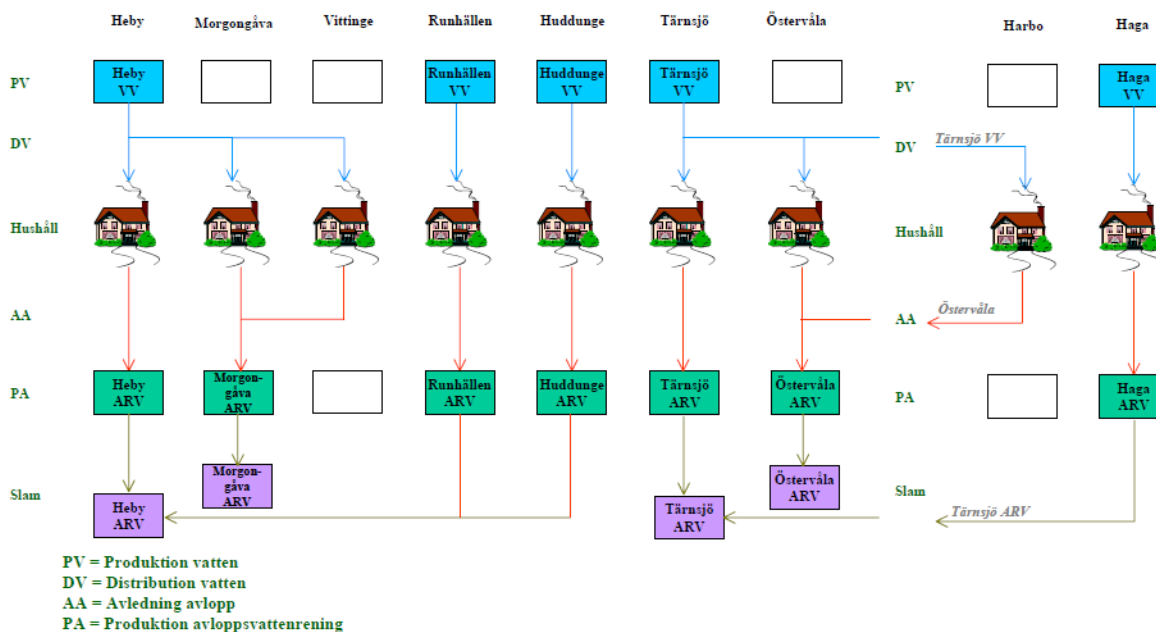 Heby
Morgongåva
Vittinge
Runhällen
Huddunge
Tärnsjö
Östervåla
Harbo
Haga
PV
Heby
VV
Runhällen
VV
Huddunge
VV
Tärnsjö
VV
PV
Haga
VV
DV
DV
Tärnsjö VV
Hushåll
Hushåll
AA
AA
Östervåla
PA
Heby
ARV
Morgon-
gåva
ARV
Runhällen
ARV
Huddunge
ARV
Tärnsjö
ARV
Östervåla
ARV
PA
Haga
ARV
Slam
Heby
ARV
Morgon-
gåva
ARV
Tärnsjö
ARV
Östervåla
ARV
Slam
Tärnsjö ARV
PV = Produktion vatten
DV = Distribution vatten
AA = Avledning avlopp
PA = Produktion avloppsvattenrening